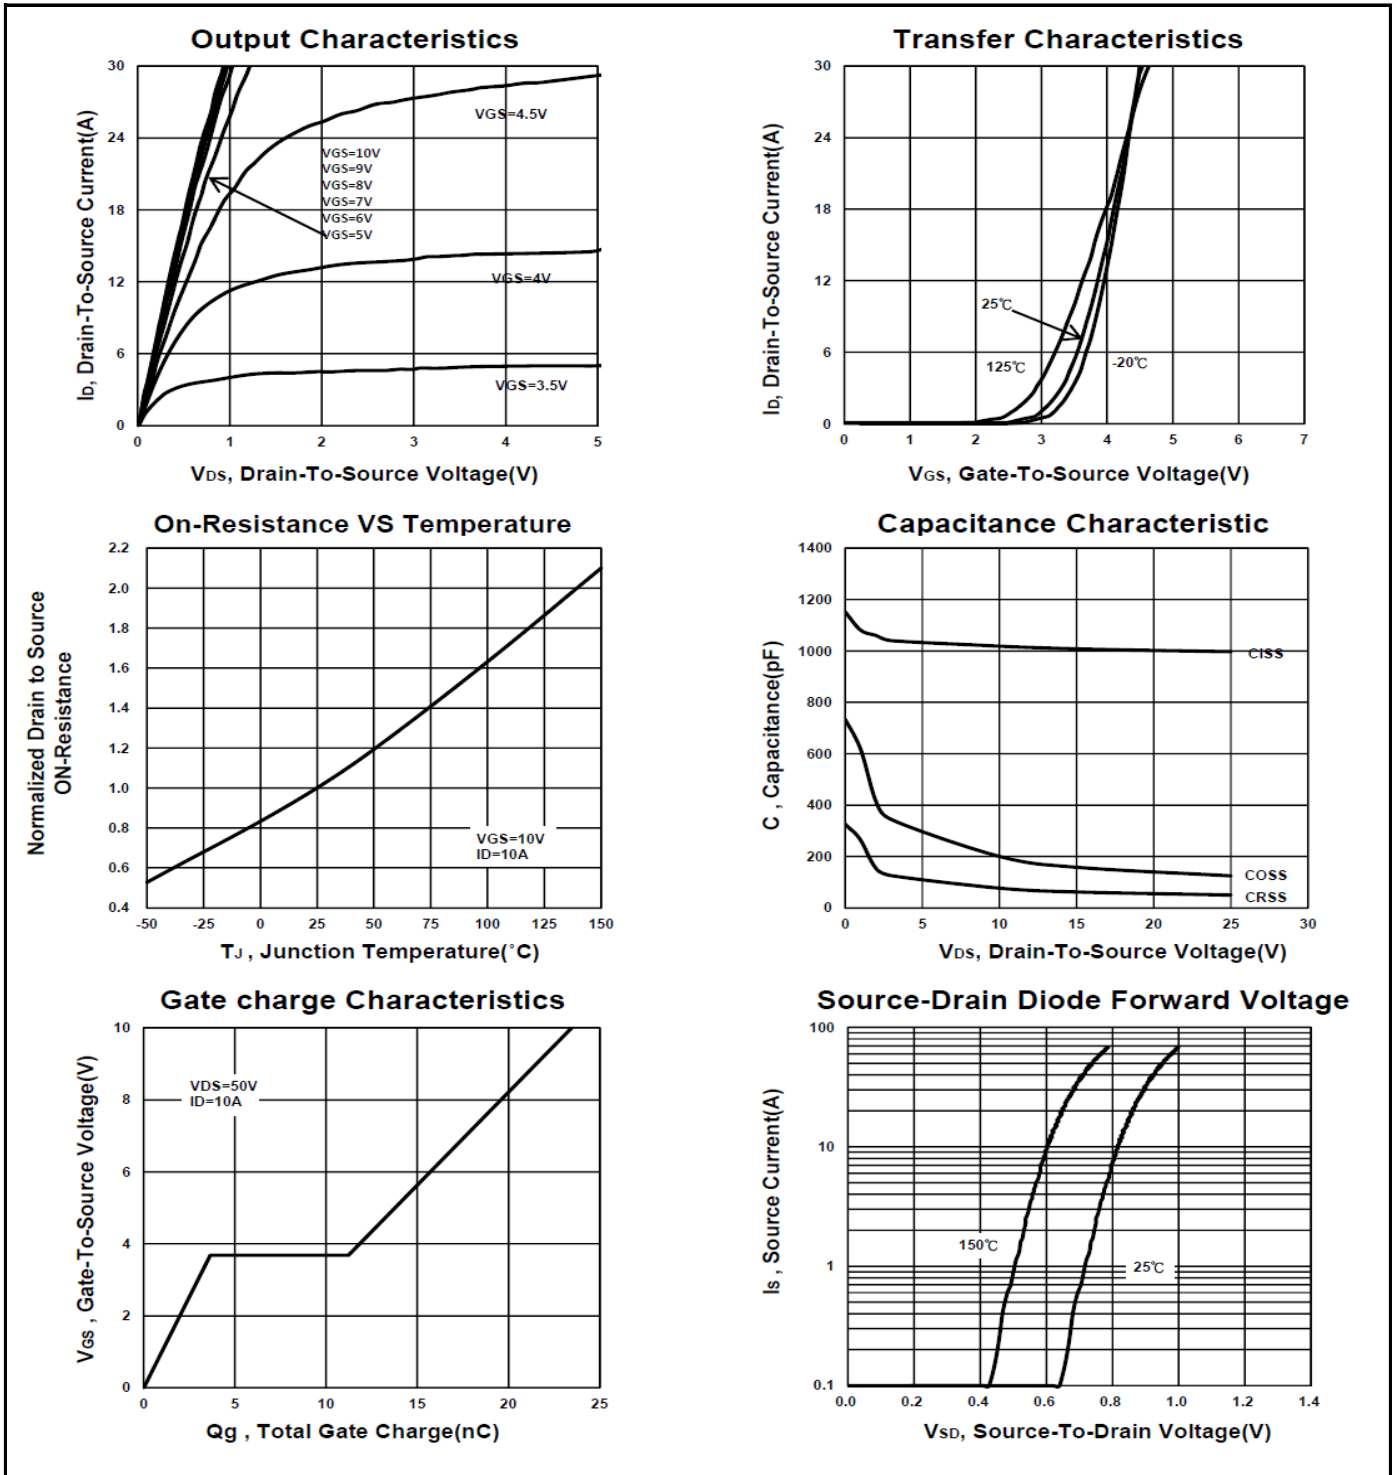 Output Characteristics
ID, Drain-To-Source Current(A)
30
24
18
12
6
0
VGS=4.5V
VGS=10V
VGS=9V
VGS=8V
VGS=7V
VGS=6V
VGS=5V
VGS=4V
VGS=3.5V
0 1 2 3 4 5
VDS, Drain-To-Source Voltage(V)
Transfer Characteristics
ID, Drain-To-Source Current(A)
30
24
18
12
6
0
25℃
125℃
-20℃
0 1 2 3 4 5 6 7
VGS, Gate-To-Source Voltage(V)
On-Resistance VS Temperature
Normalized Drain to Source
ON-Resistance
2.2
2.0
1.8
1.6
1.4
1.2
1.0
0.8
0.6
0.4
VGS=10V
ID=10A
-50 -25 0 25 50 75 100 125 150
TJ , Junction Temperature(˚C)
Capacitance Characteristic
C , Capacitance(pF)
1400
1200
1000
800
600
400
200
0
CISS
COSS
CRSS
0 5 10 15 20 25 30
VDS, Drain-To-Source Voltage(V)
Gate charge Characteristics
VGS , Gate-To-Source Voltage(V)
10
8
6
4
2
0
VDS=50V
ID=10A
0 5 10 15 20 25
Qg , Total Gate Charge(nC)
Source-Drain Diode Forward Voltage
IS , Source Current(A)
100
10
1
0.1
150℃
25℃
0.0 0.2 0.4 0.6 0.8 1.0 1.2 1.4
VSD, Source-To-Drain Voltage(V)